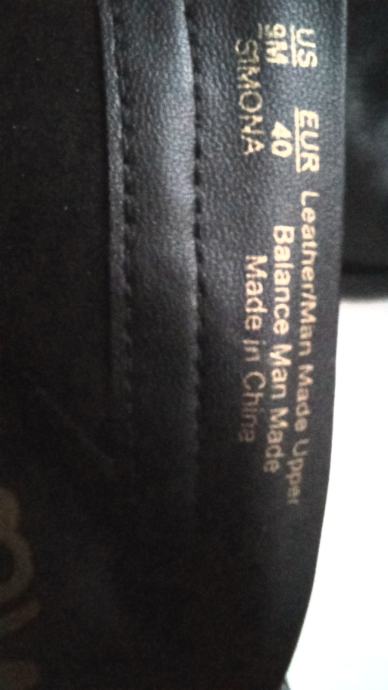 US EUR Leather/Man Made Upper
9M 40 Balance Man Made
SIMONA Made in China